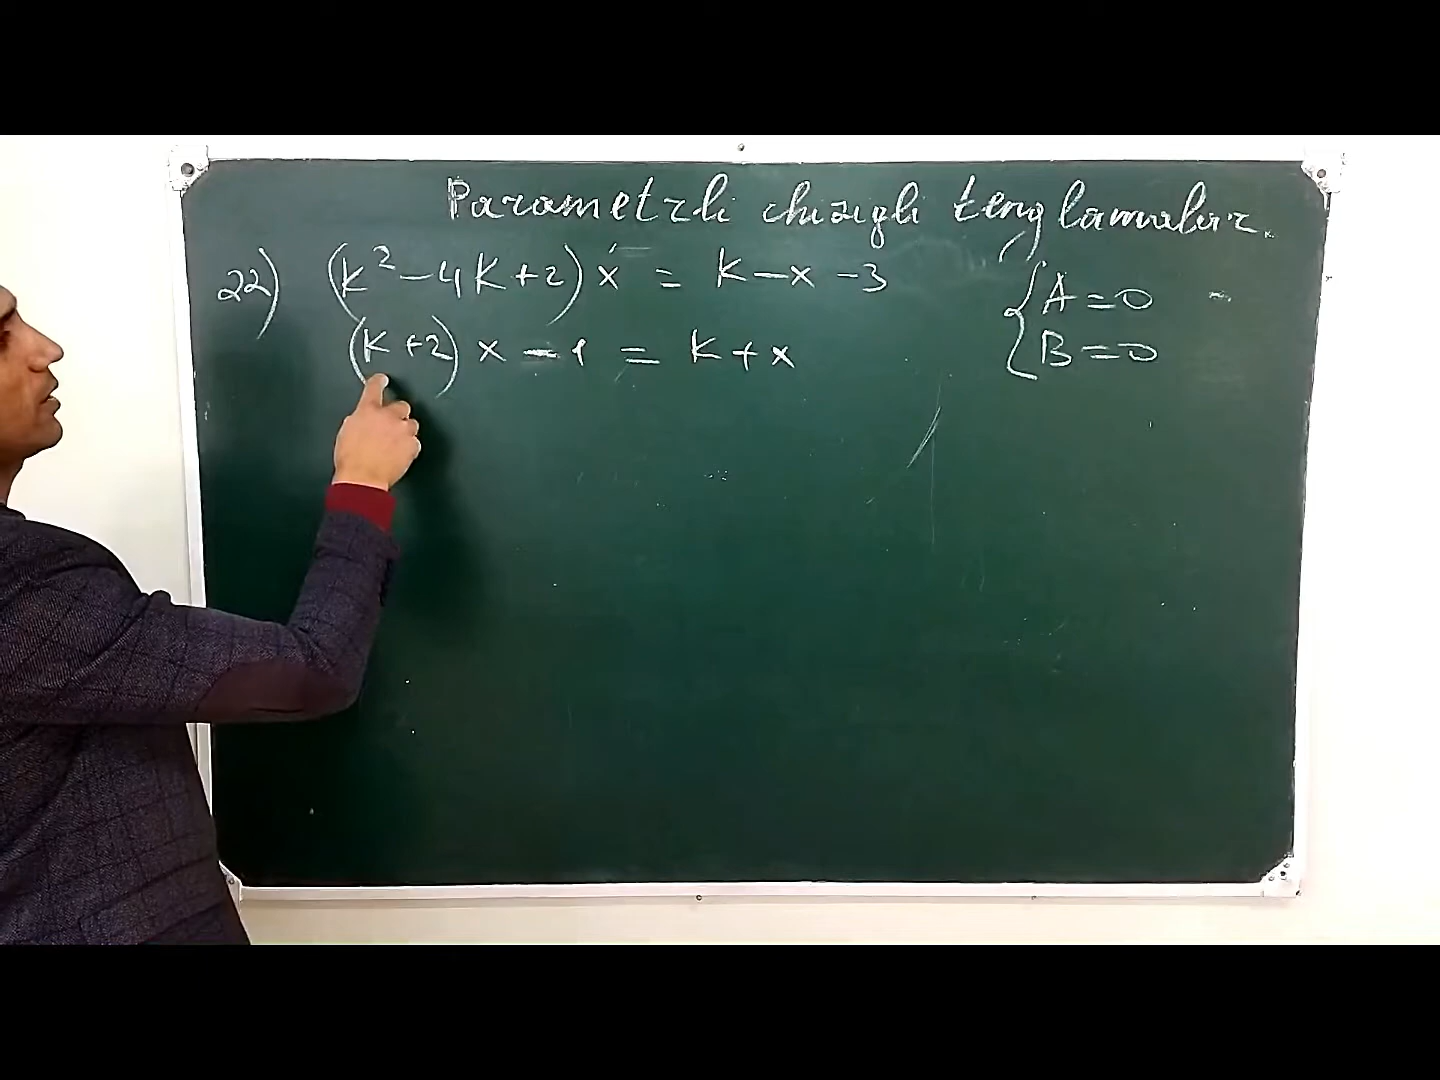 Parametrli chiziqli tenglamalar.
22) (k² - 4k + 2) x = k - x - 3
(k + 2) x - 1 = k + x
{ A = 0
B = 0